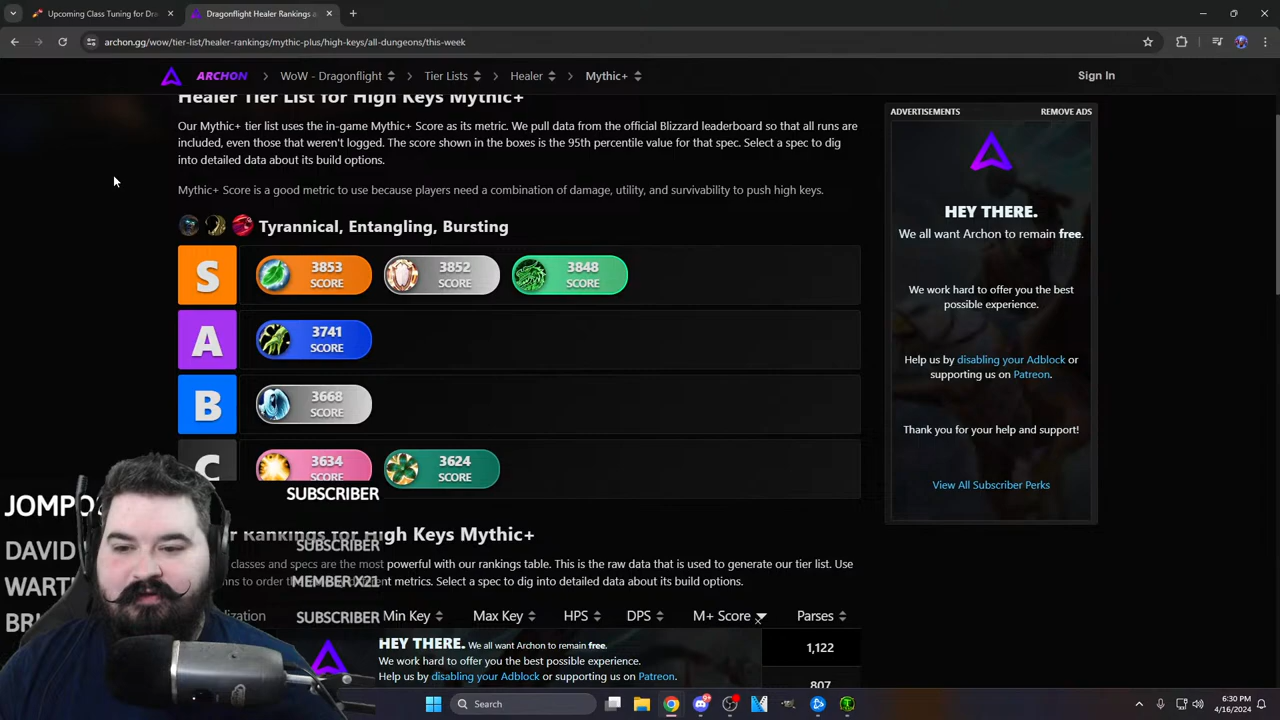 Upcoming Class Tuning for Dra
Dragonflight Healer Rankings a
archon.gg/wow/tier-list/healer-rankings/mythic-plus/high-keys/all-dungeons/this-week
ARCHON
WoW - Dragonflight
Tier Lists
Healer
Mythic+
Sign In
Healer Tier List for High Keys Mythic+
Our Mythic+ tier list uses the in-game Mythic+ Score as its metric. We pull data from the official Blizzard leaderboard so that all runs are
included, even those that weren't logged. The score shown in the boxes is the 95th percentile value for that spec. Select a spec to dig
into detailed data about its build options.
Mythic+ Score is a good metric to use because players need a combination of damage, utility, and survivability to push high keys.
Tyrannical, Entangling, Bursting
S
3853
SCORE
3852
SCORE
3848
SCORE
A
3741
SCORE
B
3668
SCORE
C
3634
SCORE
3624
SCORE
Rankings for High Keys Mythic+
classes and specs are the most powerful with our rankings table. This is the raw data that is used to generate our tier list. Use
different metrics. Select a spec to dig into detailed data about its build options.
Min Key
Max Key
HPS
DPS
M+ Score
Parses
HEY THERE. We all want Archon to remain free.
We work hard to offer you the best possible experience.
Help us by disabling your Adblock or supporting us on Patreon.
1,122
807
ADVERTISEMENTS
REMOVE ADS
HEY THERE.
We all want Archon to remain free.
We work hard to offer you the best
possible experience.
Help us by disabling your Adblock or
supporting us on Patreon.
Thank you for your help and support!
View All Subscriber Perks
SUBSCRIBER
JOMPO
SUBSCRIBER
DAVID
MEMBER X21
WART
SUBSCRIBER
BRI
Search
6:30 PM
4/16/2024